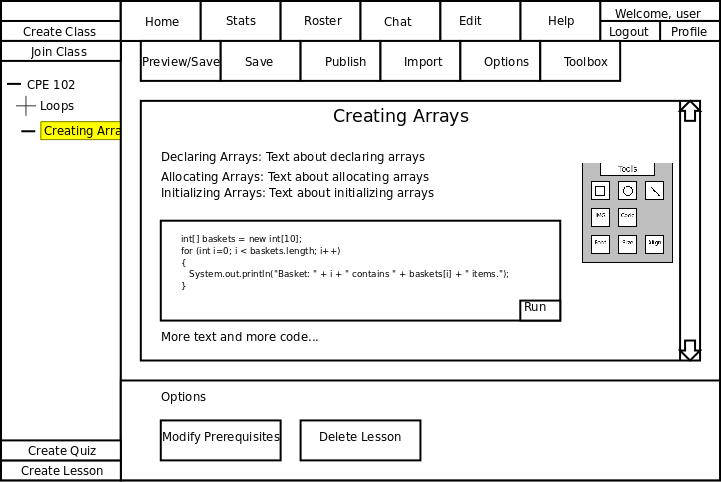 Home
Stats
Roster
Chat
Edit
Help
Welcome, user
Logout
Profile
Create Class
Join Class
Preview/Save
Save
Publish
Import
Options
Toolbox
CPE 102
Loops
Creating Arra
Creating Arrays
Declaring Arrays: Text about declaring arrays
Allocating Arrays: Text about allocating arrays
Initializing Arrays: Text about initializing arrays
Tools
IMG
Code
Font
Size
Align
int[] baskets = new int[10];
for (int i=0; i < baskets.length; i++)
{
System.out.println("Basket: " + i + " contains " + baskets[i] + " items.");
}
Run
More text and more code...
Options
Modify Prerequisites
Delete Lesson
Create Quiz
Create Lesson